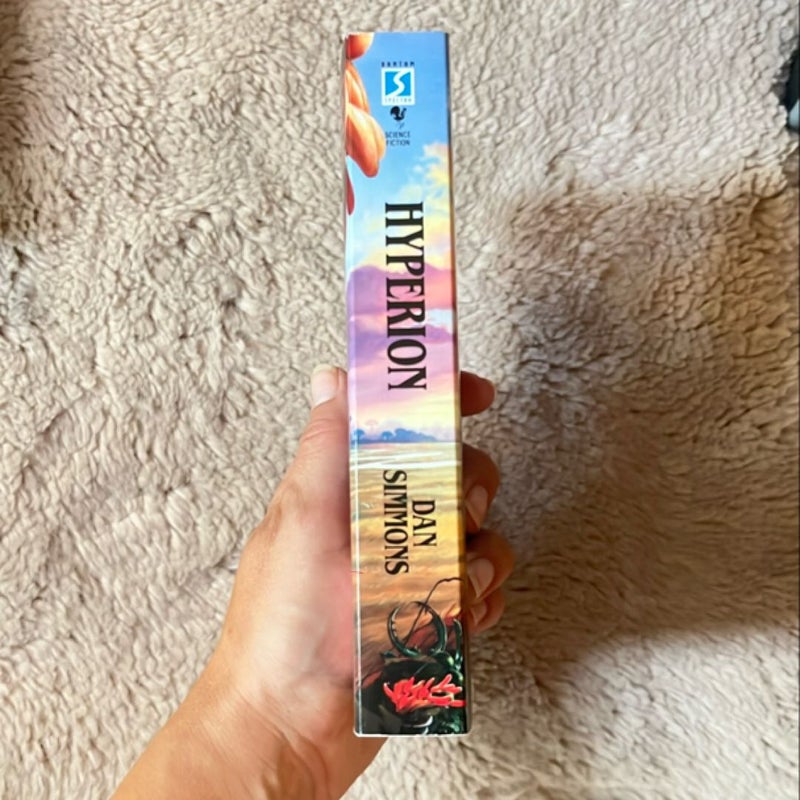 BANTAM
S
SPECTRA
SCIENCE
FICTION
HYPERION
DAN
SIMMONS